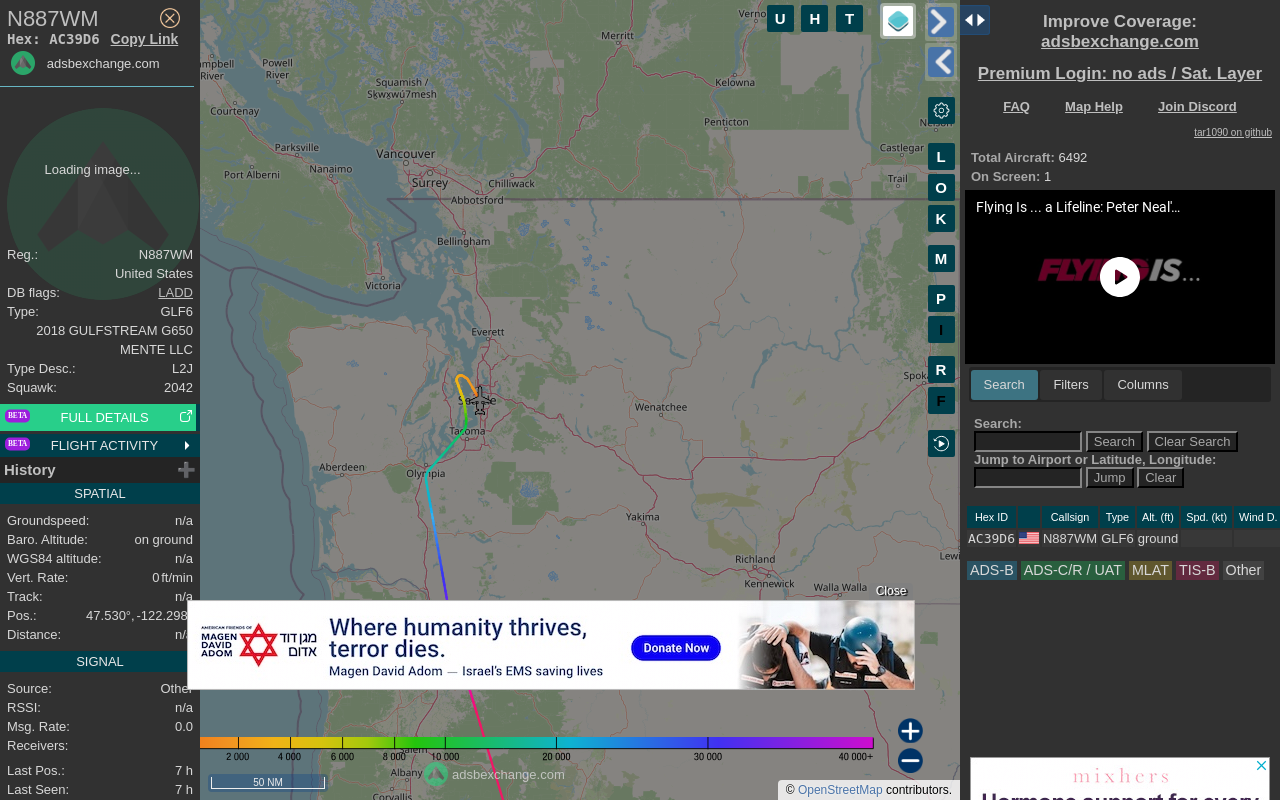 N887WM
Hex: AC39D6 Copy Link
adsbexchange.com
Loading image...
Reg.: N887WM
United States
DB flags: LADD
Type: GLF6
2018 GULFSTREAM G650
MENTE LLC
Type Desc.: L2J
Squawk: 2042
BETA FULL DETAILS
BETA FLIGHT ACTIVITY
History
SPATIAL
Groundspeed: n/a
Baro. Altitude: on ground
WGS84 altitude: n/a
Vert. Rate: 0 ft/min
Track: n/a
Pos.: 47.530°, -122.298
Distance: n/a
SIGNAL
Source: Other
RSSI: n/a
Msg. Rate: 0.0
Receivers:
Last Pos.: 7 h
Last Seen: 7 h
U H T
Merritt
Powell
River
River
Squamish /
Sḵwx̱wú7mesh
Kelowna
Courtenay
Penticton
Parksville
Vancouver
Castlegar
Port Alberni
Nanaimo
Surrey
Chilliwack
Trail
Abbotsford
Bellingham
Victoria
Everett
Wenatchee
Tacoma
Aberdeen
Olympia
Yakima
Richland
Kennewick
Walla Walla
L
O
K
M
P
I
R
F
Close
AMERICAN FRIENDS OF
MAGEN
DAVID
ADOM
מגן דוד
אדום
Where humanity thrives,
terror dies.
Magen David Adom — Israel's EMS saving lives
Donate Now
2 000 4 000 6 000 8 000 10 000 20 000 30 000 40 000+
Albany
adsbexchange.com
50 NM
Corvallis
© OpenStreetMap contributors.
Improve Coverage:
adsbexchange.com
Premium Login: no ads / Sat. Layer
FAQ Map Help Join Discord
tar1090 on github
Total Aircraft: 6492
On Screen: 1
Flying Is ... a Lifeline: Peter Neal'...
FLYING IS...
Search Filters Columns
Search:
Search Clear Search
Jump to Airport or Latitude, Longitude:
Jump Clear
Hex ID Callsign Type Alt. (ft) Spd. (kt) Wind D.
AC39D6 N887WM GLF6 ground
ADS-B ADS-C/R / UAT MLAT TIS-B Other
mixhers
Hormone support for every